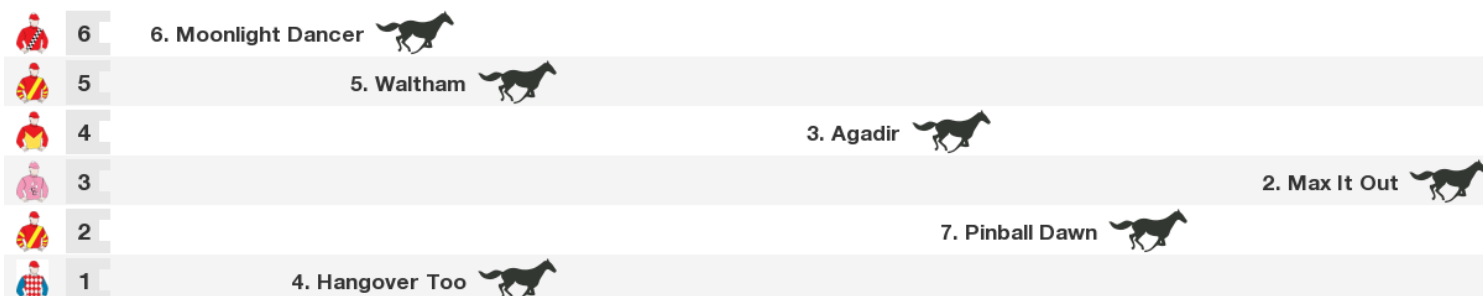 6 6. Moonlight Dancer
5 5. Waltham
4 3. Agadir
3 2. Max It Out
2 7. Pinball Dawn
1 4. Hangover Too